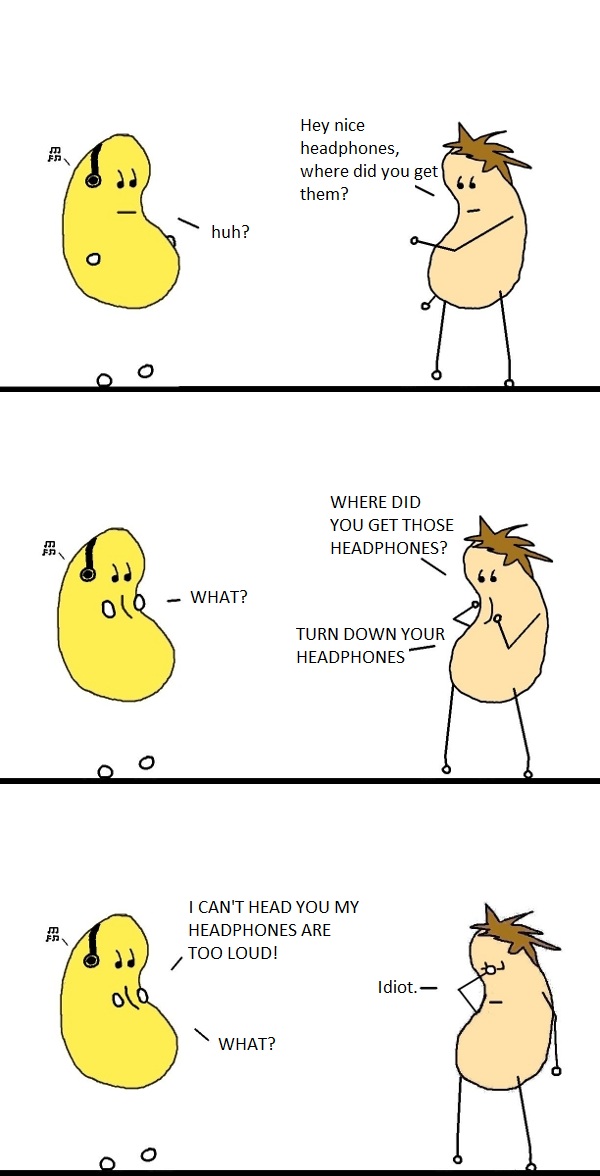 Hey nice
headphones,
where did you get
them?
huh?
WHERE DID
YOU GET THOSE
HEADPHONES?
WHAT?
TURN DOWN YOUR
HEADPHONES
I CAN'T HEAD YOU MY
HEADPHONES ARE
TOO LOUD!
Idiot.
WHAT?